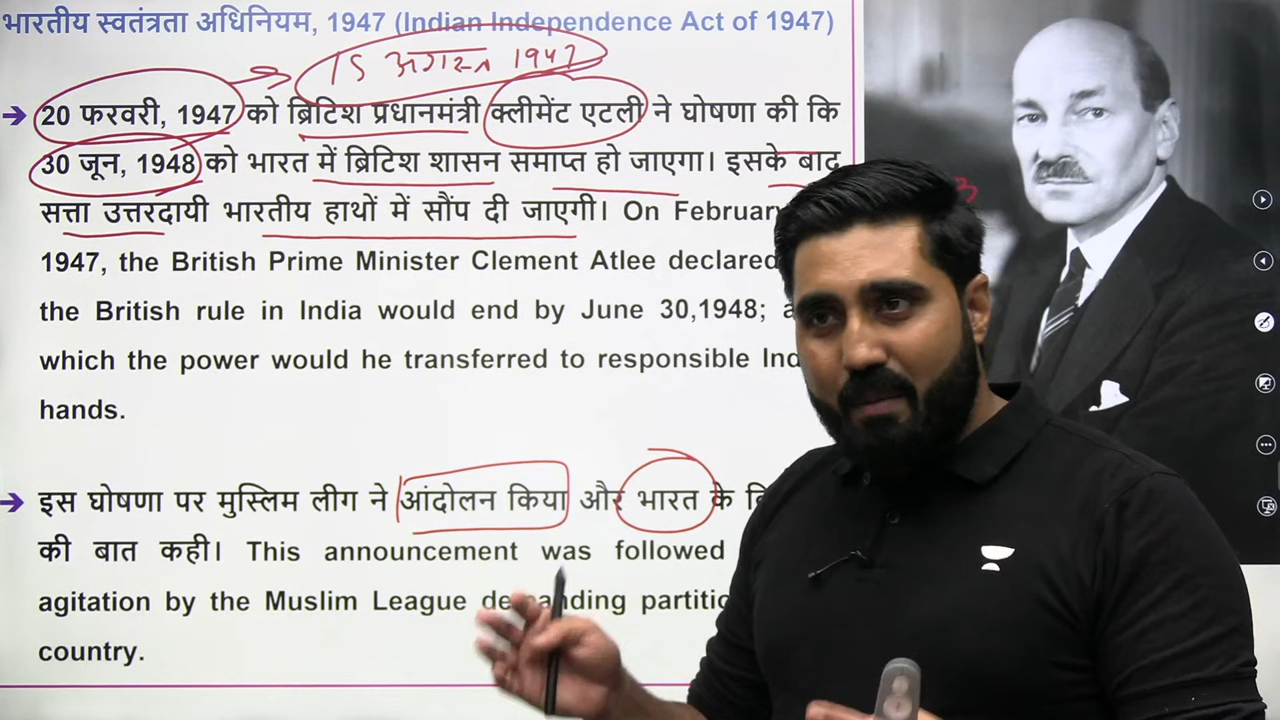 भारतीय स्वतंत्रता अधिनियम, 1947 (Indian Independence Act of 1947)
15 अगस्त 1947
→ 20 फरवरी, 1947 को ब्रिटिश प्रधानमंत्री क्लीमेंट एटली ने घोषणा की कि
30 जून, 1948 को भारत में ब्रिटिश शासन समाप्त हो जाएगा। इसके बाद
सत्ता उत्तरदायी भारतीय हाथों में सौंप दी जाएगी। On February
1947, the British Prime Minister Clement Atlee declared
the British rule in India would end by June 30,1948;
which the power would he transferred to responsible
hands.
→ इस घोषणा पर मुस्लिम लीग ने आंदोलन किया और भारत के
की बात कही। This announcement was followed
agitation by the Muslim League demanding
country.